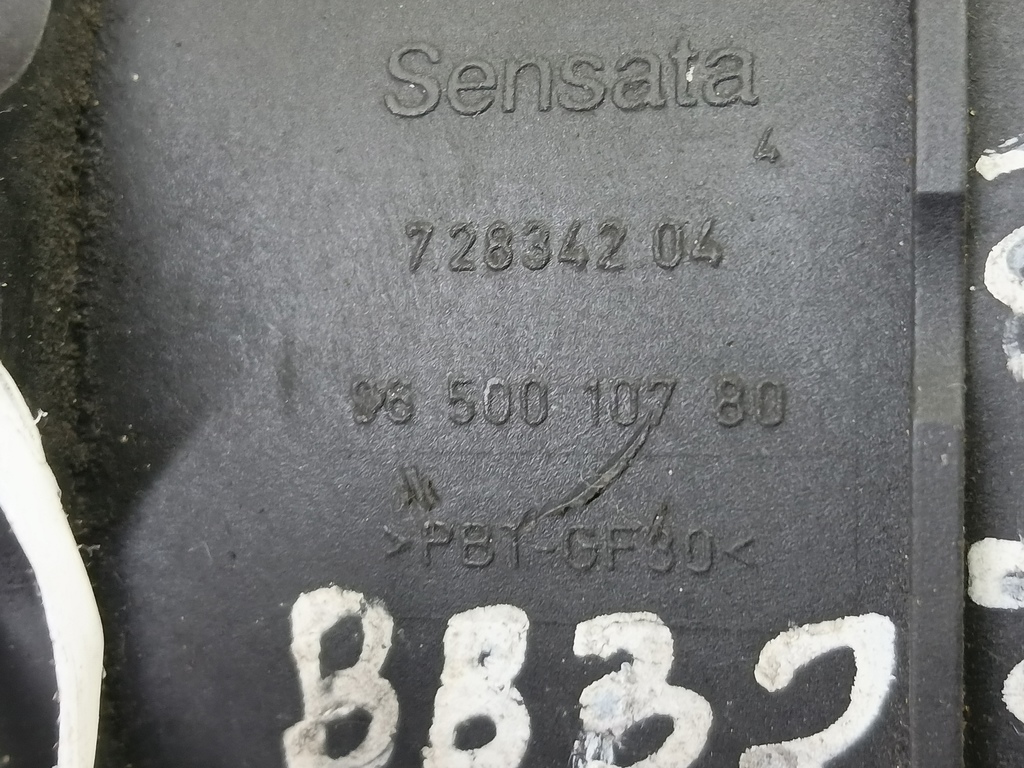 Sensata
4
728342 04
96 500 107 80
>PBT-GF30<
BB32